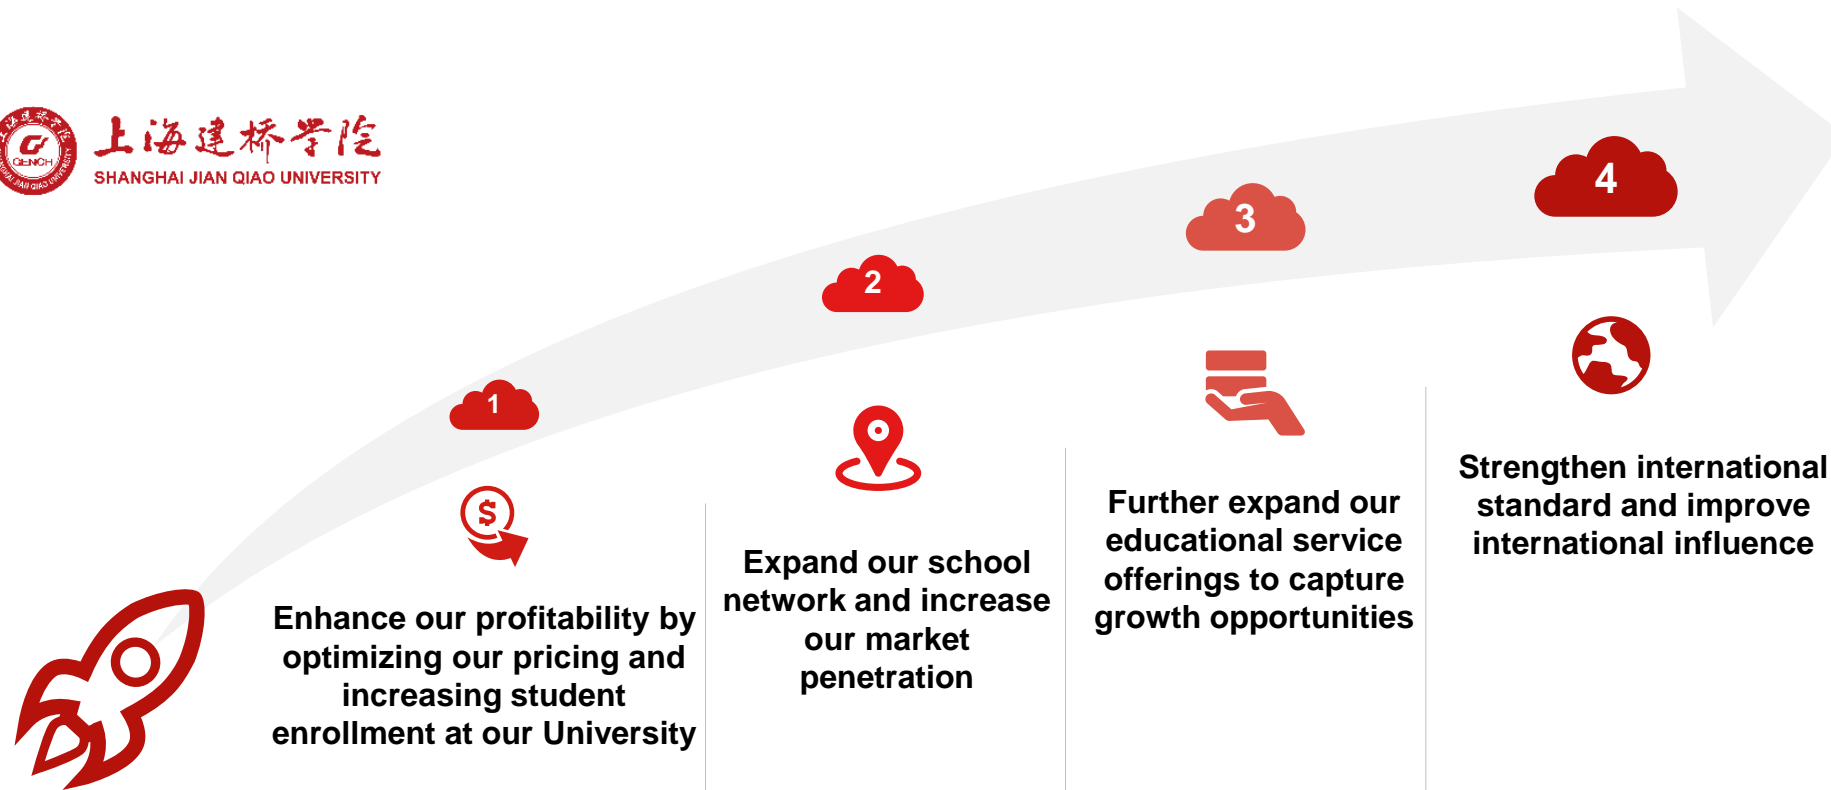 上海建桥学院
SHANGHAI JIAN QIAO UNIVERSITY
GENCH
1
2
3
4
$
Enhance our profitability by
optimizing our pricing and
increasing student
enrollment at our University
Expand our school
network and increase
our market
penetration
Further expand our
educational service
offerings to capture
growth opportunities
Strengthen international
standard and improve
international influence